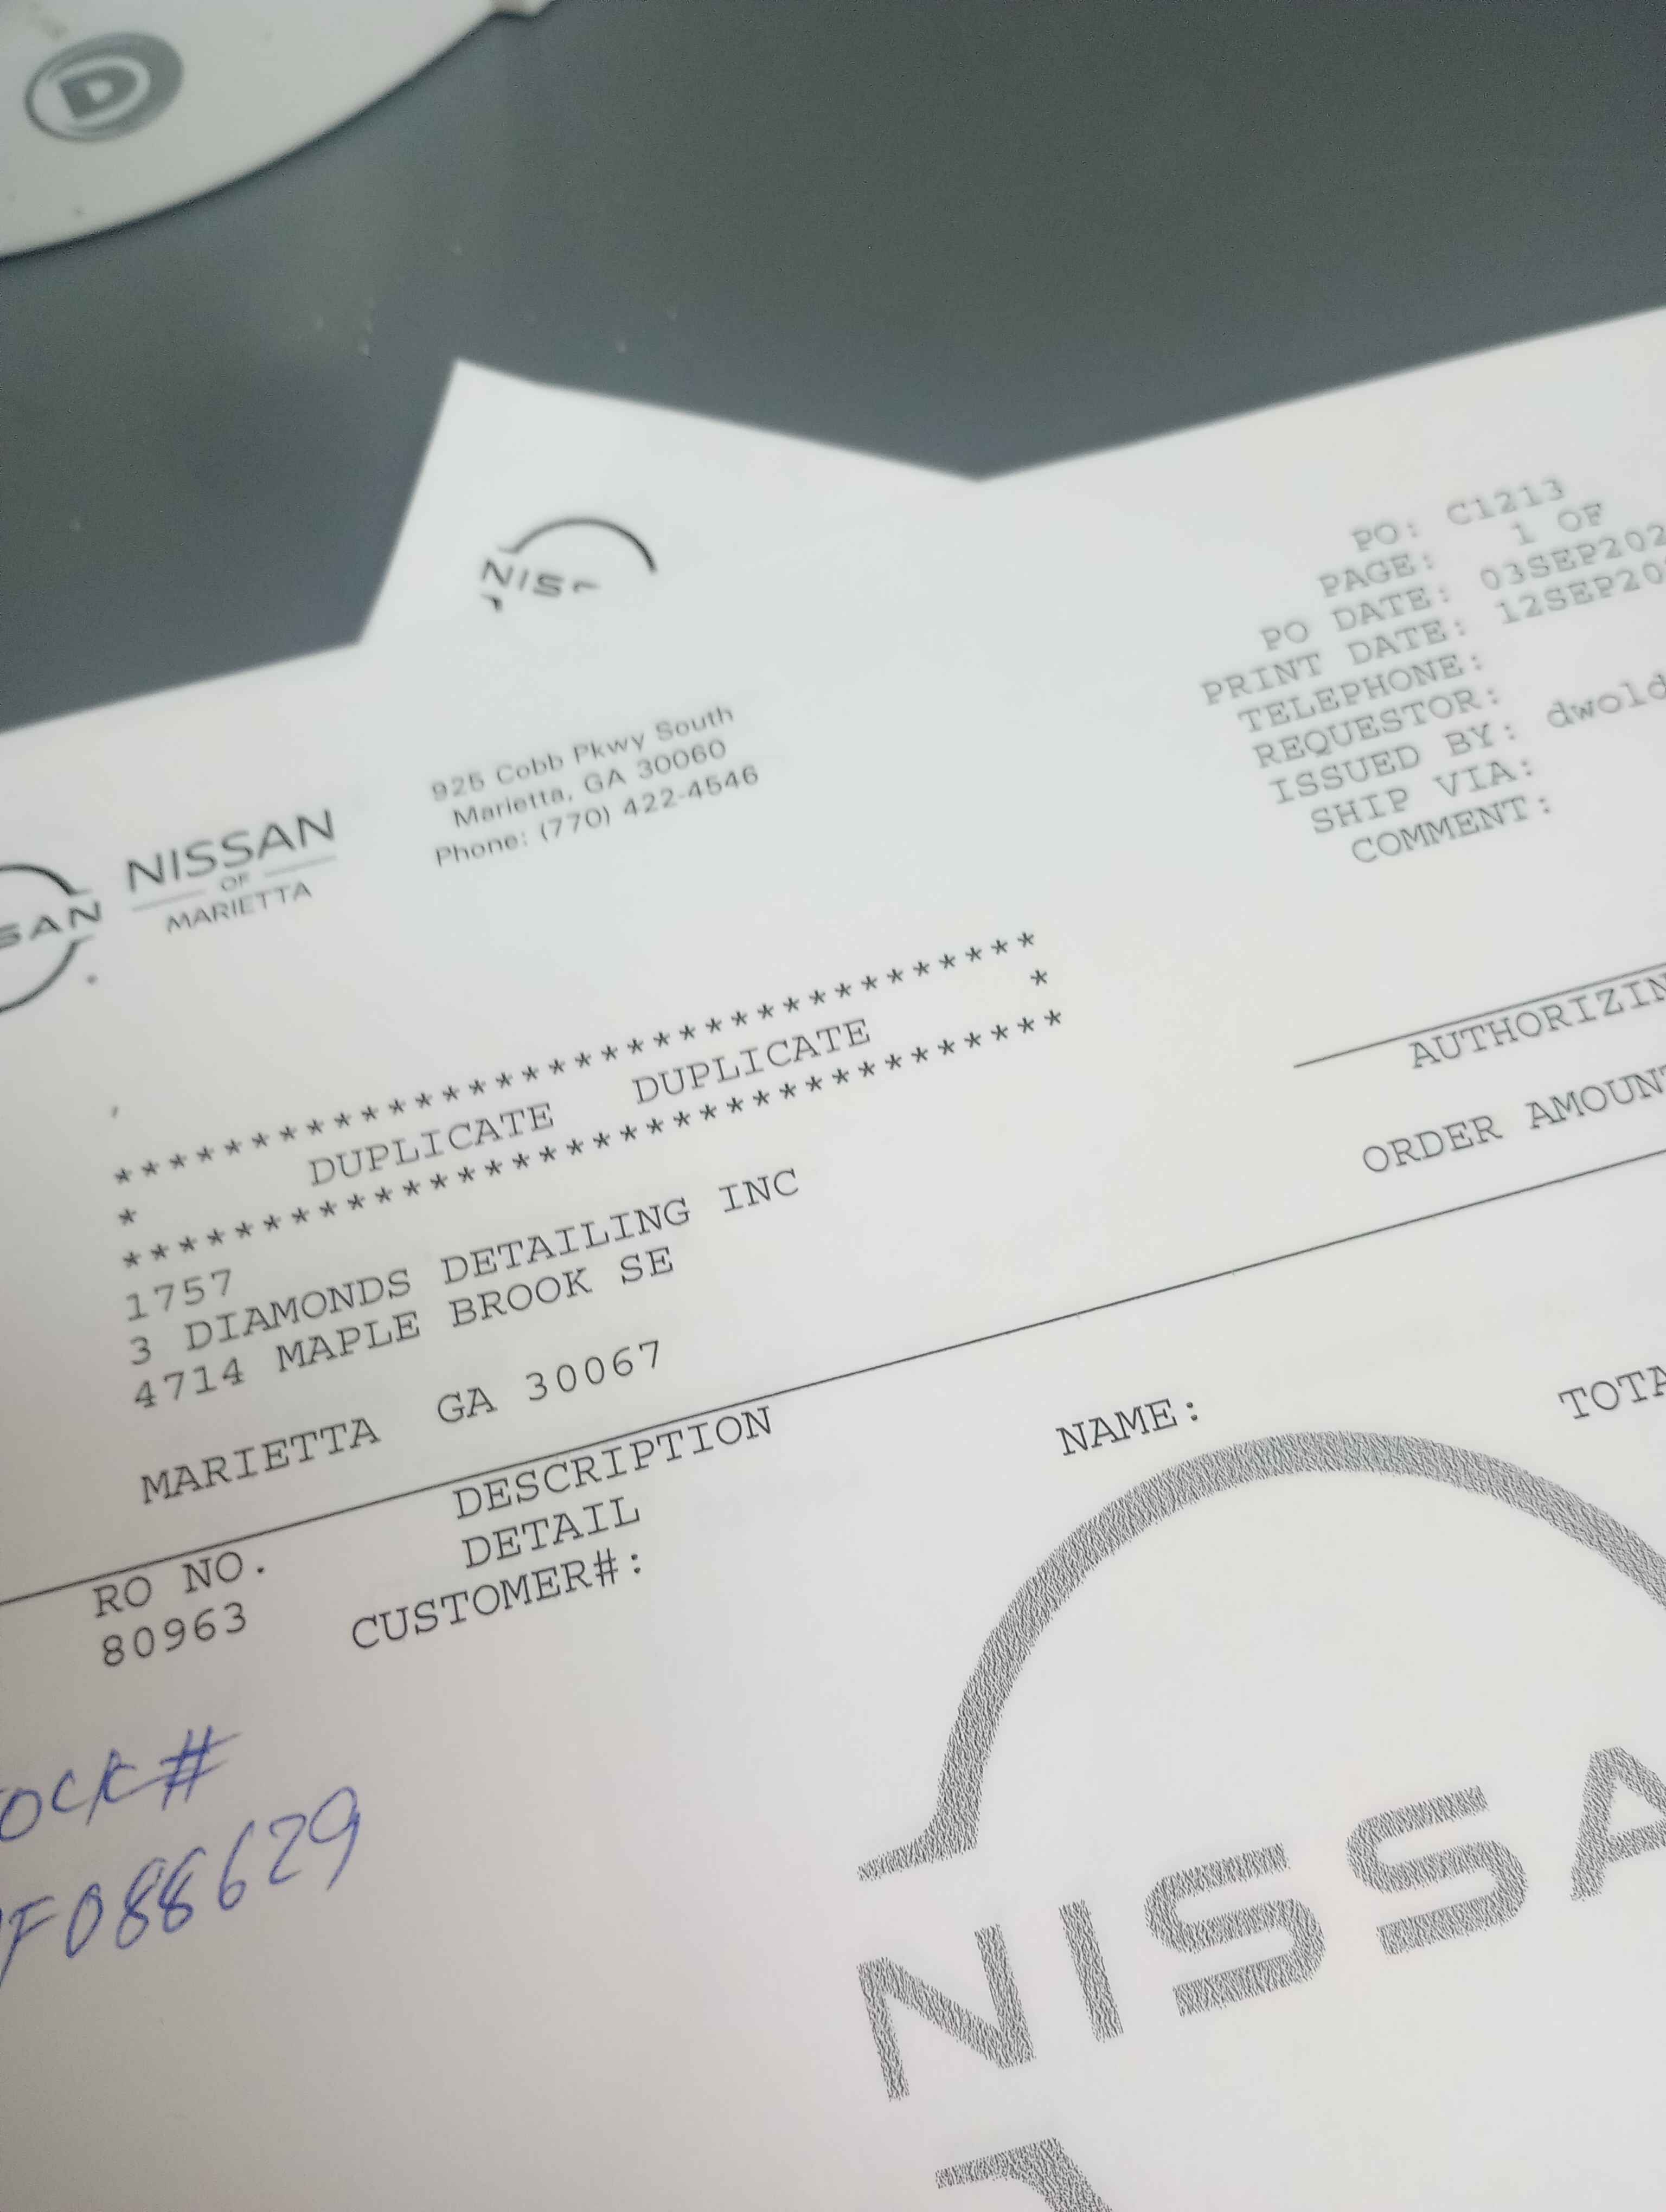 D
NIS
PO: C1213
PAGE: 1 OF
PO DATE: 03SEP202
PRINT DATE: 12SEP20
TELEPHONE:
REQUESTOR:
ISSUED BY: dwold
SHIP VIA:
COMMENT:
925 Cobb Pkwy South
Marietta, GA 30060
Phone: (770) 422-4546
SSAN
NISSAN
OF
MARIETTA
***********************************
* DUPLICATE DUPLICATE *
***********************************
1757
3 DIAMONDS DETAILING INC
4714 MAPLE BROOK SE
MARIETTA GA 30067
AUTHORIZIN
ORDER AMOUNT
RO NO. DESCRIPTION NAME: TOTA
80963 DETAIL
CUSTOMER#:
OCK#
F088629
NISSA